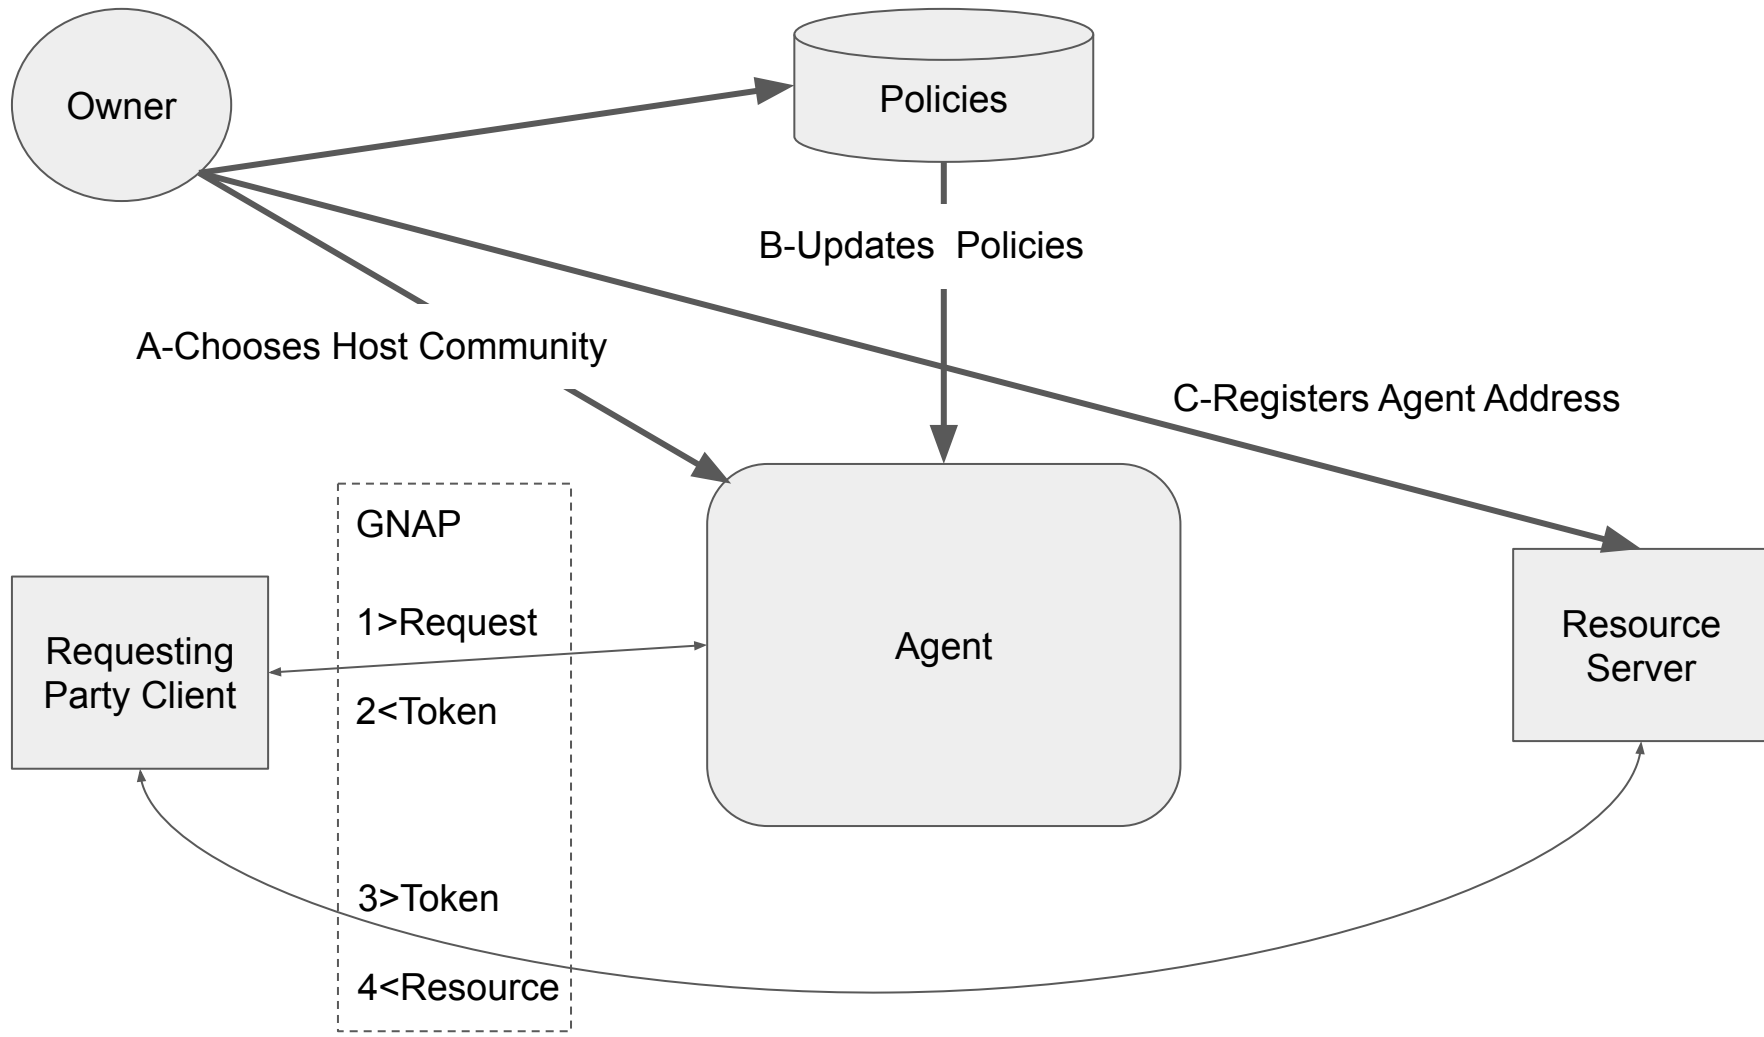 Owner
Policies
B-Updates  Policies
A-Chooses Host Community
C-Registers Agent Address
GNAP
1>Request
Requesting
Party Client
Agent
Resource
Server
2<Token
3>Token
4<Resource